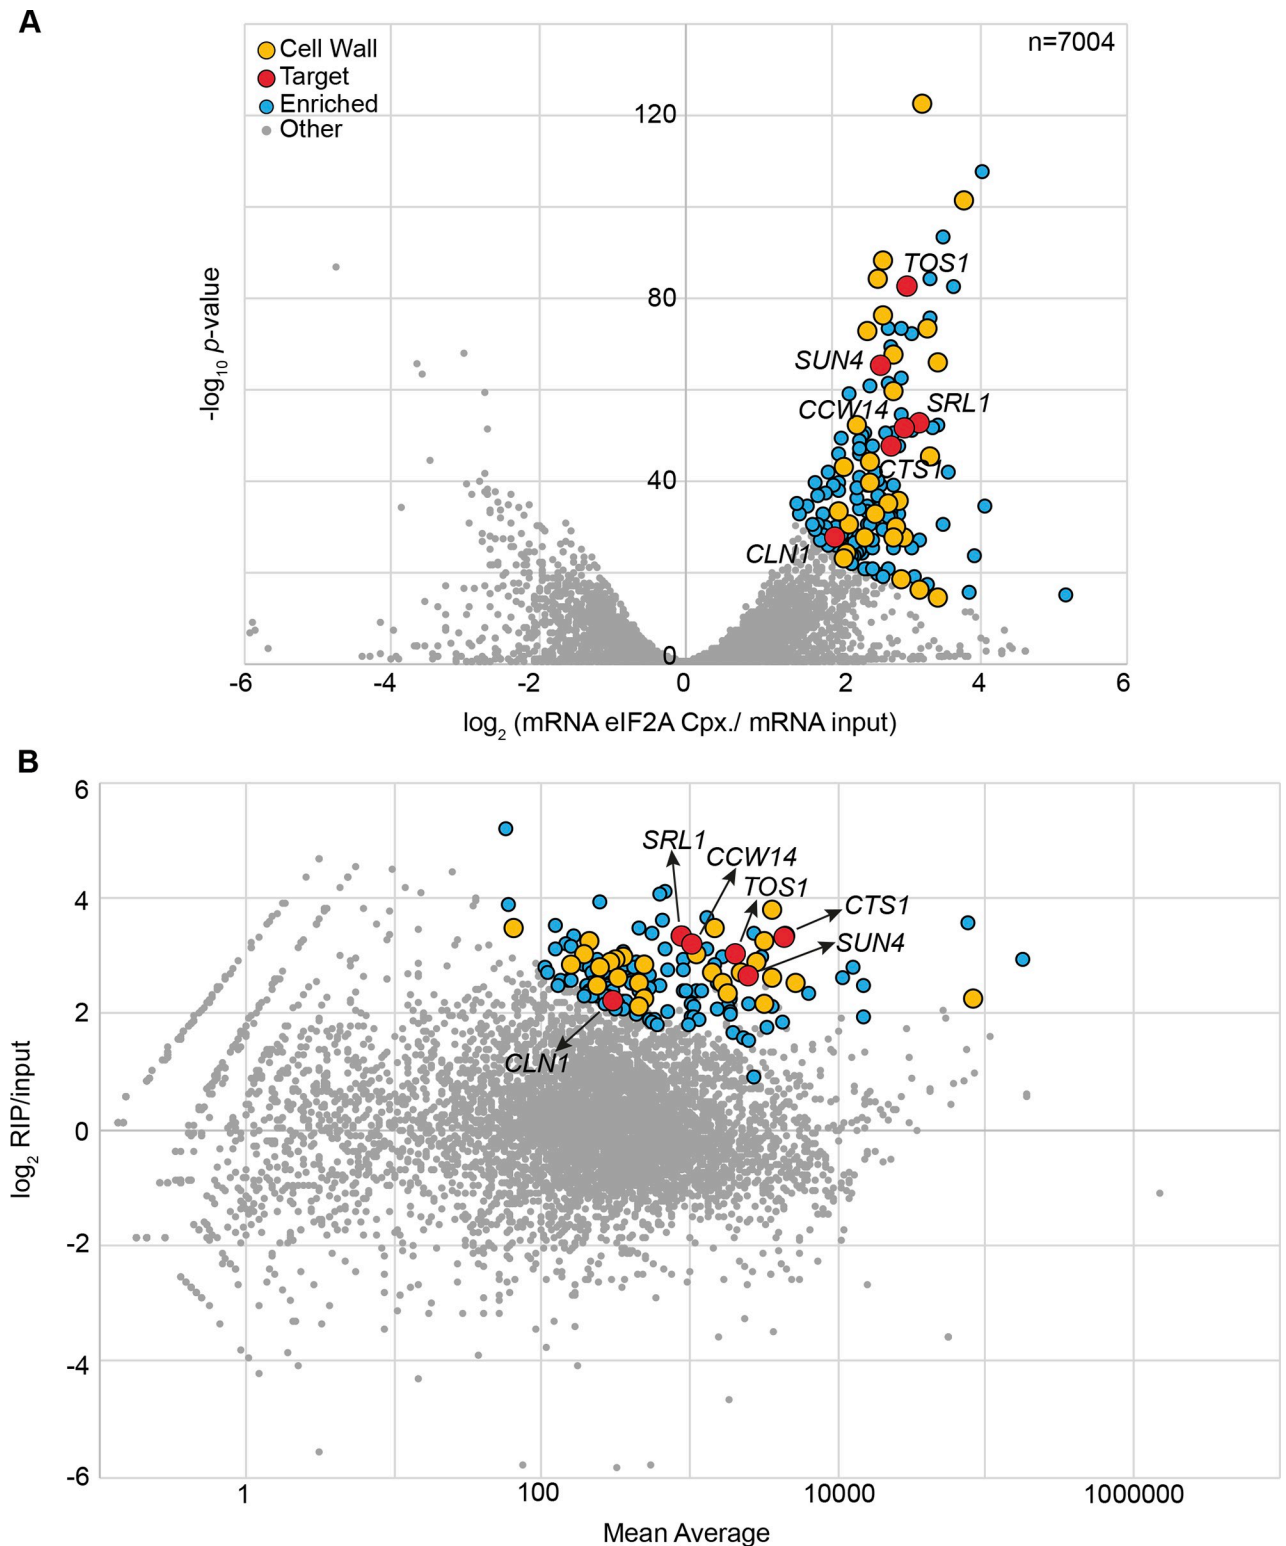 A
n=7004
Cell Wall
Target
Enriched
Other
120
80
40
0
TOS1
SUN4
CCW14
SRL1
CTS1
CLN1
-log10 p-value
-6
-4
-2
0
2
4
6
log2 (mRNA eIF2A Cpx./ mRNA input)
B
6
4
2
0
-2
-4
-6
SRL1
CCW14
TOS1
CTS1
SUN4
CLN1
log2 RIP/input
1
100
10000
1000000
Mean Average